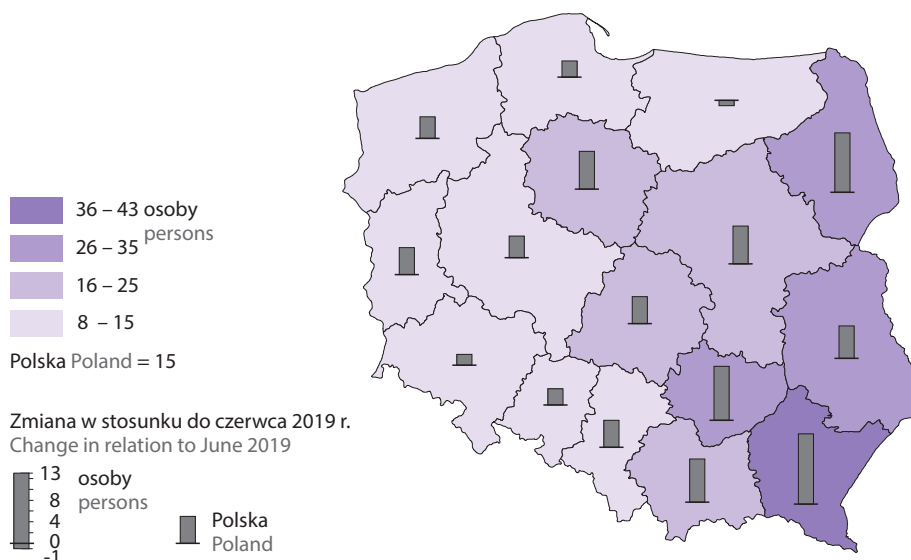 36 – 43 osoby
persons
26 – 35
16 – 25
8 – 15
Polska Poland = 15
Zmiana w stosunku do czerwca 2019 r.
Change in relation to June 2019
13
8
4
0
-1
osoby
persons
Polska
Poland